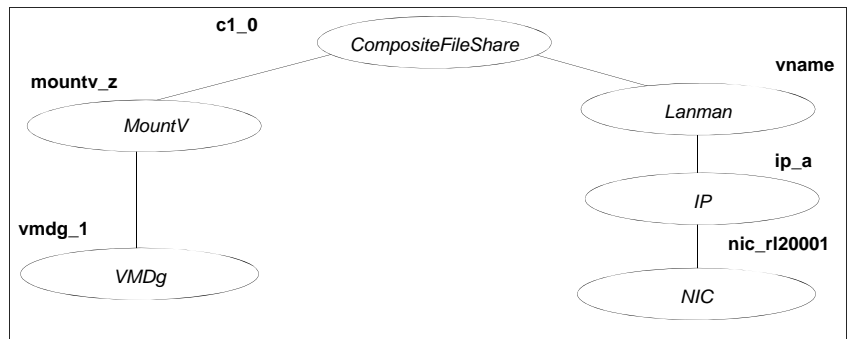 c1_0
CompositeFileShare
mountv_z
MountV
vname
Lanman
ip_a
IP
vmdg_1
VMDg
nic_rl20001
NIC